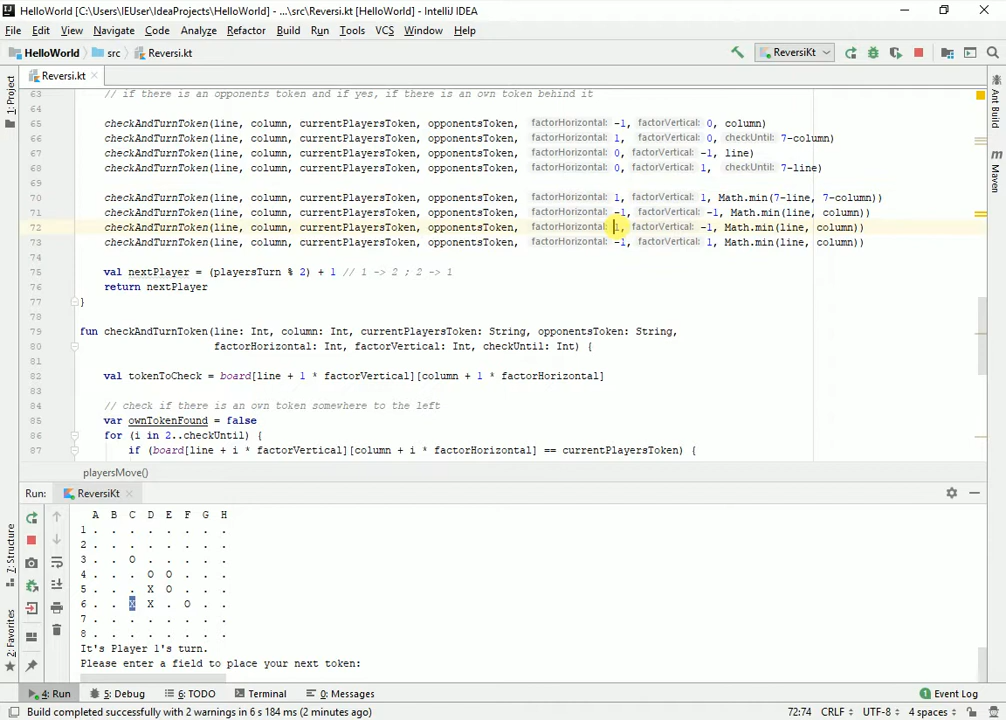 HelloWorld [C:\Users\IEUser\IdeaProjects\HelloWorld] - ...\src\Reversi.kt [HelloWorld] - IntelliJ IDEA
File Edit View Navigate Code Analyze Refactor Build Run Tools VCS Window Help
HelloWorld src Reversi.kt ReversiKt
Reversi.kt
1: Project
Ant Build
Maven
63 // if there is an opponents token and if yes, if there is an own token behind it
64
65 checkAndTurnToken(line, column, currentPlayersToken, opponentsToken, factorHorizontal: -1, factorVertical: 0, column)
66 checkAndTurnToken(line, column, currentPlayersToken, opponentsToken, factorHorizontal: 1, factorVertical: 0, checkUntil: 7-column)
67 checkAndTurnToken(line, column, currentPlayersToken, opponentsToken, factorHorizontal: 0, factorVertical: -1, line)
68 checkAndTurnToken(line, column, currentPlayersToken, opponentsToken, factorHorizontal: 0, factorVertical: 1, checkUntil: 7-line)
69
70 checkAndTurnToken(line, column, currentPlayersToken, opponentsToken, factorHorizontal: 1, factorVertical: 1, Math.min(7-line, 7-column))
71 checkAndTurnToken(line, column, currentPlayersToken, opponentsToken, factorHorizontal: -1, factorVertical: -1, Math.min(line, column))
72 checkAndTurnToken(line, column, currentPlayersToken, opponentsToken, factorHorizontal: 1, factorVertical: -1, Math.min(line, column))
73 checkAndTurnToken(line, column, currentPlayersToken, opponentsToken, factorHorizontal: -1, factorVertical: 1, Math.min(line, column))
74
75 val nextPlayer = (playersTurn % 2) + 1 // 1 -> 2 ; 2 -> 1
76 return nextPlayer
77 }
78
79 fun checkAndTurnToken(line: Int, column: Int, currentPlayersToken: String, opponentsToken: String,
80 factorHorizontal: Int, factorVertical: Int, checkUntil: Int) {
81
82 val tokenToCheck = board[line + 1 * factorVertical][column + 1 * factorHorizontal]
83
84 // check if there is an own token somewhere to the left
85 var ownTokenFound = false
86 for (i in 2..checkUntil) {
87 if (board[line + i * factorVertical][column + i * factorHorizontal] == currentPlayersToken) {
playersMove()
Run: ReversiKt
A B C D E F G H
1 . . . . . . . .
2 . . . . . . . .
3 . . O . . . . .
4 . . . O O . . .
5 . . . X O . . .
6 . . X X . O . .
7 . . . . . . . .
8 . . . . . . . .
It's Player 1's turn.
Please enter a field to place your next token:
7: Structure
2: Favorites
4: Run 5: Debug 6: TODO Terminal 0: Messages Event Log
Build completed successfully with 2 warnings in 6 s 184 ms (2 minutes ago) 72:74 CRLF UTF-8 4 spaces